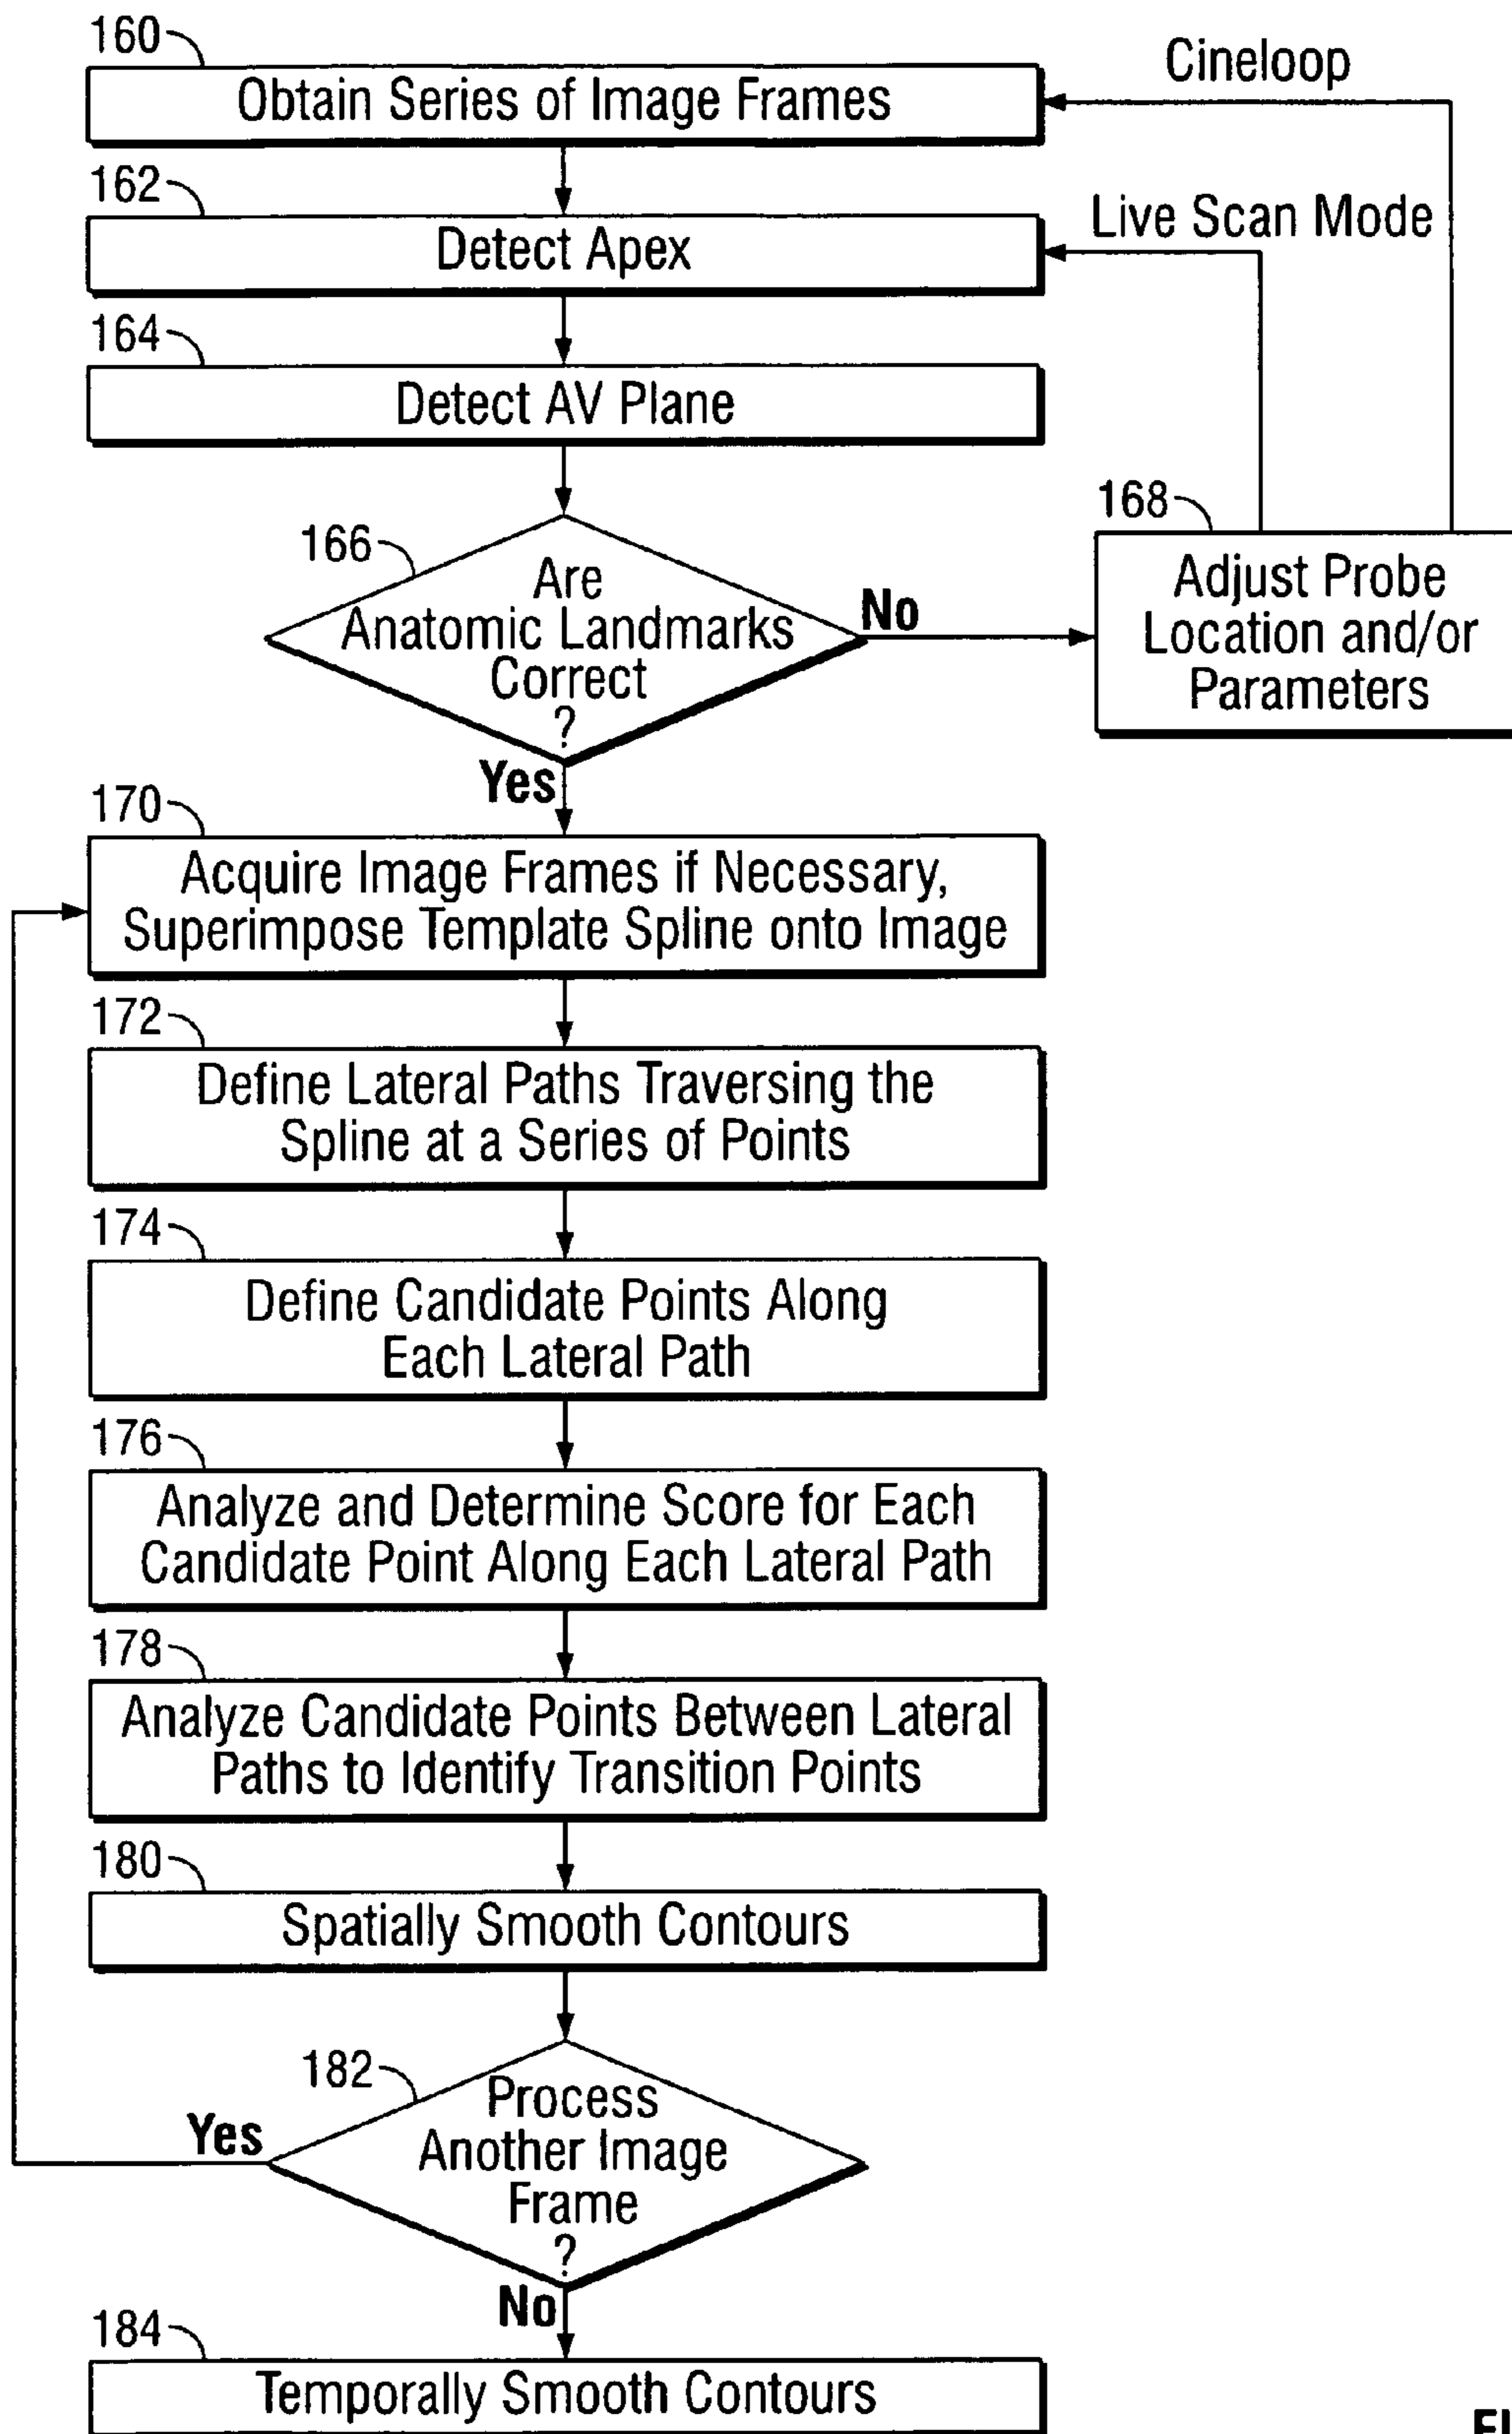 160
Obtain Series of Image Frames
Cineloop
162
Detect Apex
Live Scan Mode
164
Detect AV Plane
166
Are
Anatomic Landmarks
Correct
?
No
168
Adjust Probe
Location and/or
Parameters
Yes
170
Acquire Image Frames if Necessary,
Superimpose Template Spline onto Image
172
Define Lateral Paths Traversing the
Spline at a Series of Points
174
Define Candidate Points Along
Each Lateral Path
176
Analyze and Determine Score for Each
Candidate Point Along Each Lateral Path
178
Analyze Candidate Points Between Lateral
Paths to Identify Transition Points
180
Spatially Smooth Contours
182
Process
Another Image
Frame
?
Yes
No
184
Temporally Smooth Contours